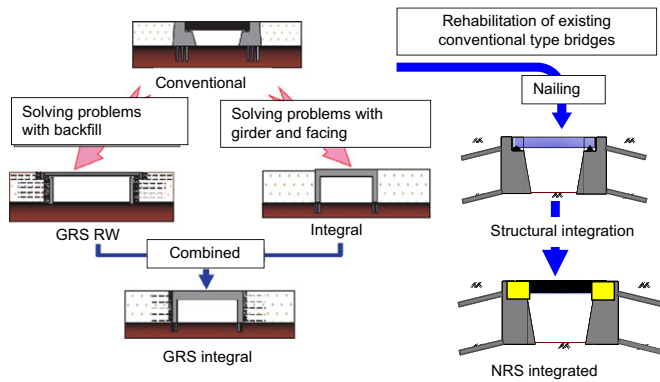 Conventional
Solving problems
with backfill
Solving problems with
girder and facing
GRS RW
Integral
Combined
GRS integral
Rehabilitation of existing
conventional type bridges
Nailing
Structural integration
NRS integrated